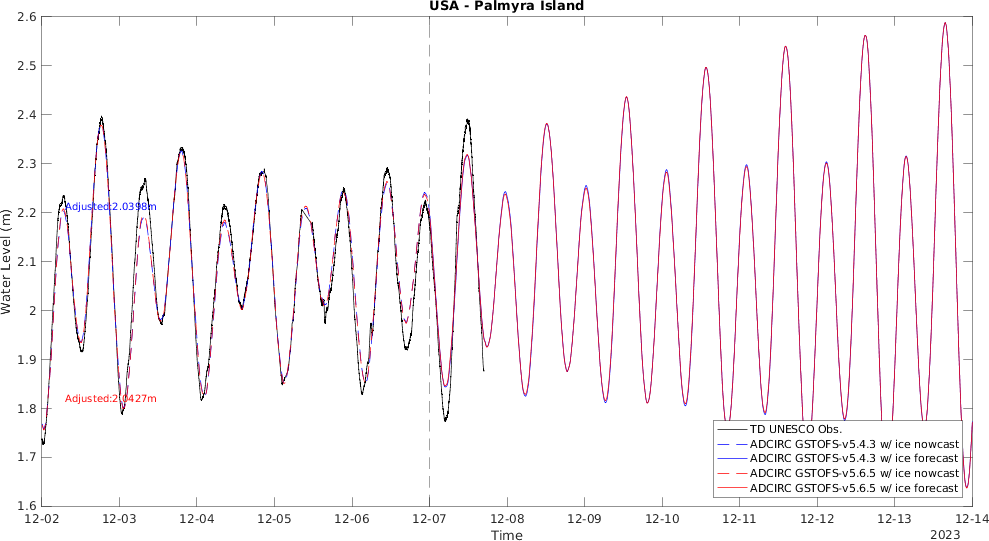 USA - Palmyra Island
2.6
2.5
2.4
2.3
2.2
2.1
2
1.9
1.8
1.7
1.6
Water Level (m)
Adjusted:2.0398m
Adjusted:2.0427m
TD UNESCO Obs.
ADCIRC GSTOFS-v5.4.3 w/ ice nowcast
ADCIRC GSTOFS-v5.4.3 w/ ice forecast
ADCIRC GSTOFS-v5.6.5 w/ ice nowcast
ADCIRC GSTOFS-v5.6.5 w/ ice forecast
12-02 12-03 12-04 12-05 12-06 12-07 12-08 12-09 12-10 12-11 12-12 12-13 12-14
Time
2023